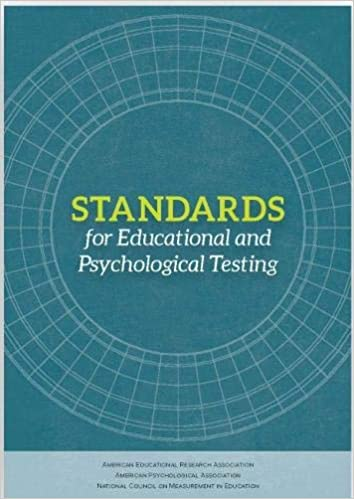 STANDARDS
for Educational and
Psychological Testing
American Educational Research Association
American Psychological Association
National Council on Measurement in Education